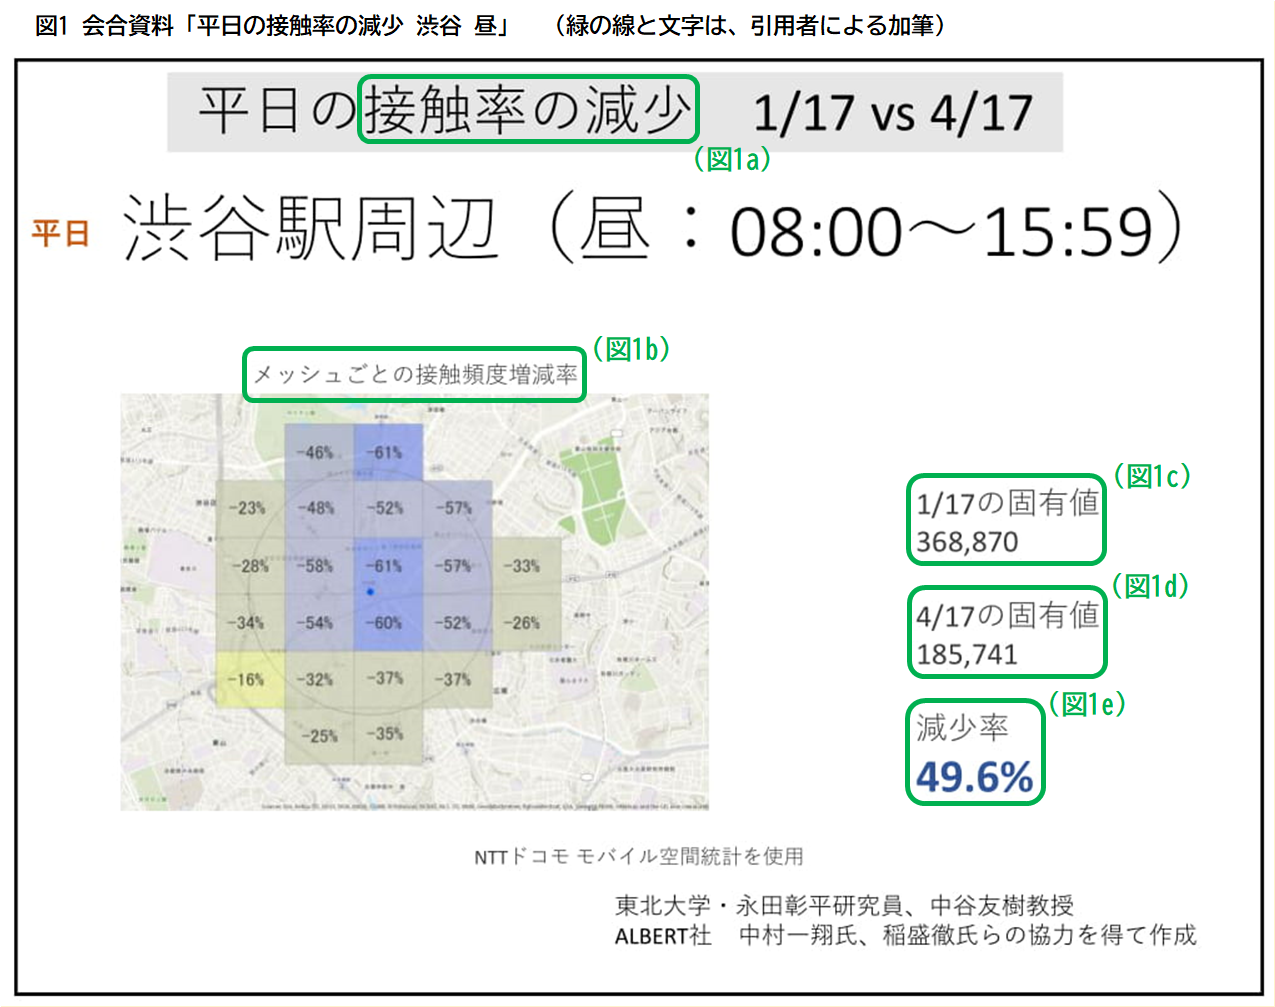 図1 会合資料「平日の接触率の減少 渋谷 昼」 （緑の線と文字は、引用者による加筆）
平日の接触率の減少 1/17 vs 4/17
（図1a）
平日 渋谷駅周辺（昼：08:00～15:59）
（図1b）
メッシュごとの接触頻度増減率
-46% -61%
-23% -48% -52% -57%
-28% -58% -61% -57% -33%
-34% -54% -60% -52% -26%
-16% -32% -37% -37%
-25% -35%
（図1c）
1/17の固有値
368,870
（図1d）
4/17の固有値
185,741
（図1e）
減少率
49.6%
NTTドコモ モバイル空間統計を使用
東北大学・永田彰平研究員、中谷友樹教授
ALBERT社 中村一翔氏、稲盛徹氏らの協力を得て作成